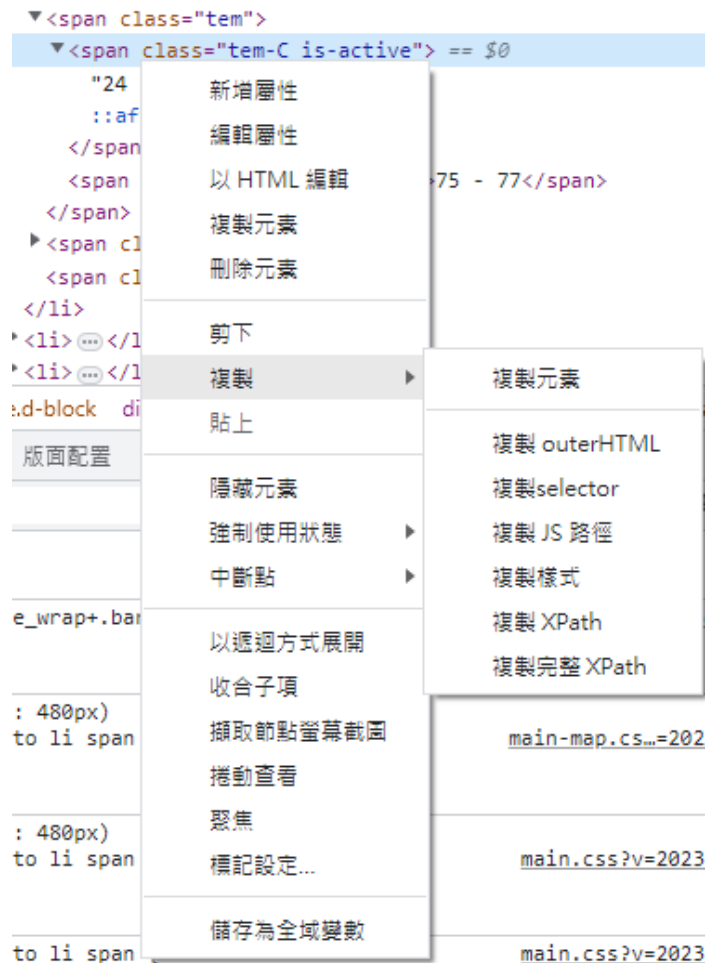 ▼<span class="tem">
▼<span class="tem-C is-active"> == $0
"24
::af
</span
<span
>75 - 77</span>
</span>
▶<span cl
<span cl
</li>
▶<li>…</l
▶<li>…</l
e.d-block di
版面配置
e_wrap+.bar
: 480px)
to li span
main-map.cs…=202
: 480px)
to li span
main.css?v=2023
to li span
main.css?v=2023
新增屬性
編輯屬性
以 HTML 編輯
複製元素
刪除元素
剪下
複製
貼上
隱藏元素
強制使用狀態
中斷點
以遞迴方式展開
收合子項
擷取節點螢幕截圖
捲動查看
聚焦
標記設定...
儲存為全域變數
複製元素
複製 outerHTML
複製selector
複製 JS 路徑
複製樣式
複製 XPath
複製完整 XPath